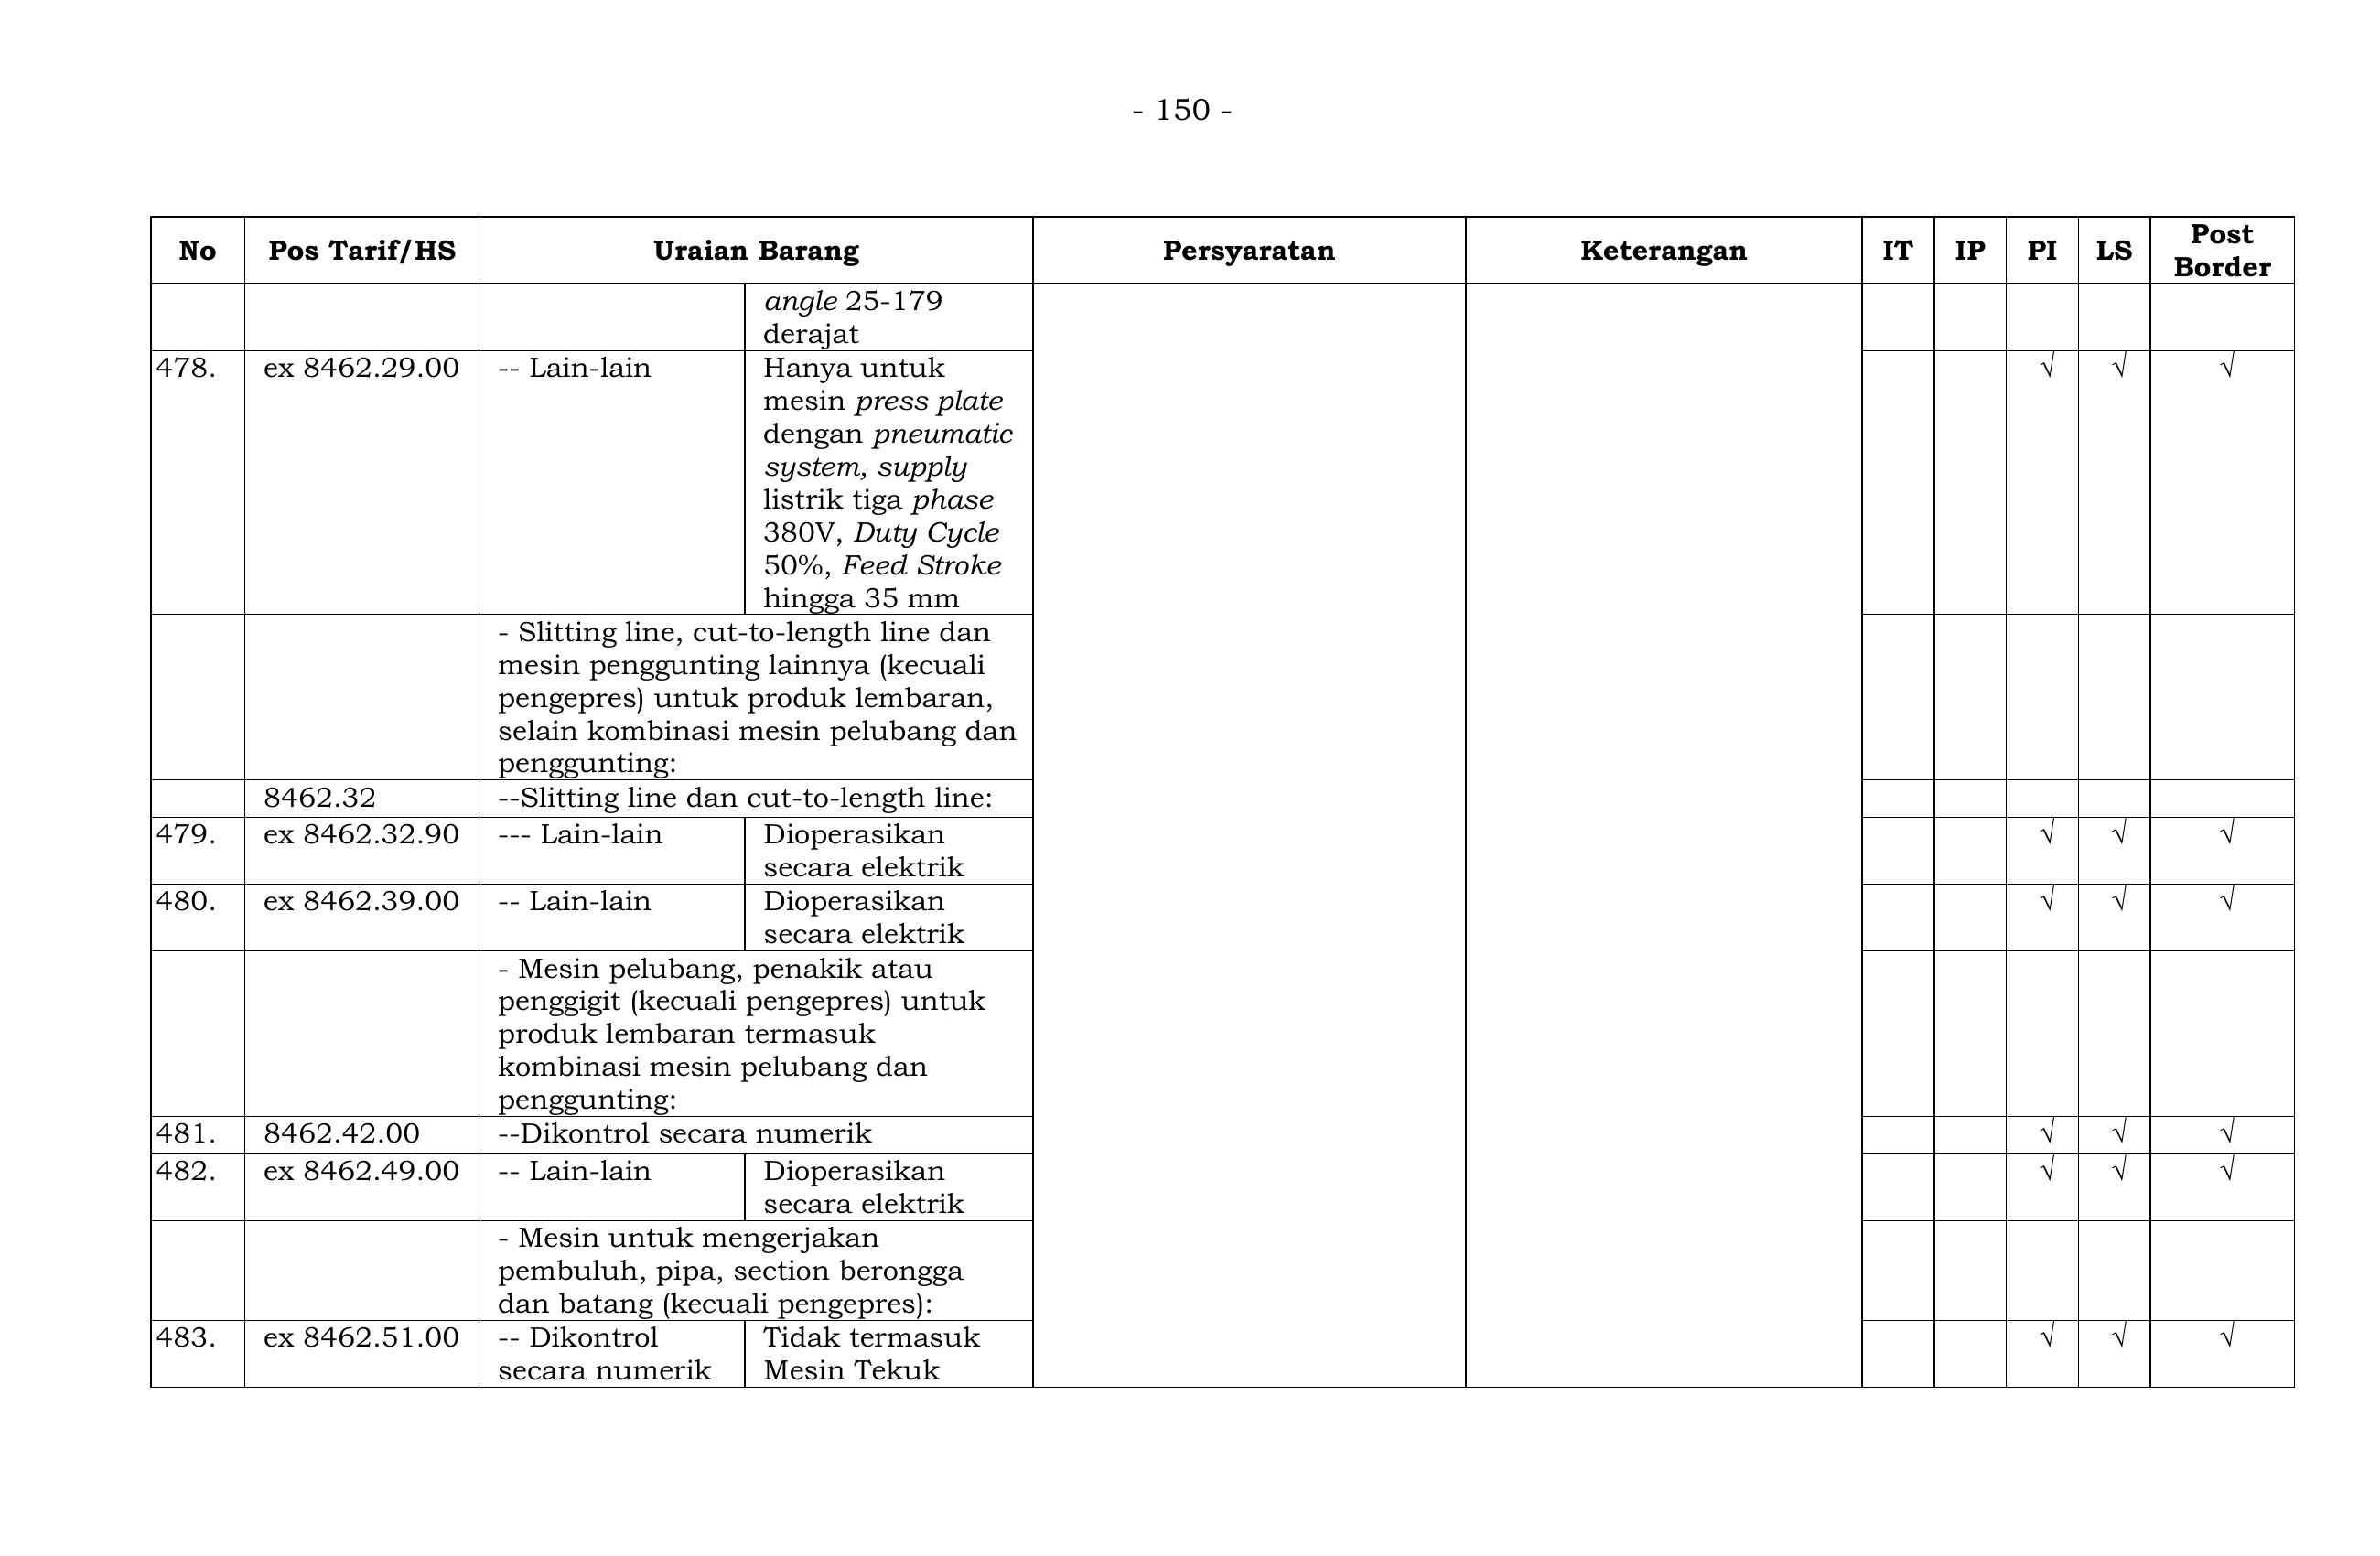 - 150 -
No Pos Tarif/HS Uraian Barang Persyaratan Keterangan IT IP PI LS Post Border
angle 25-179
derajat
478. ex 8462.29.00 -- Lain-lain Hanya untuk √ √ √
mesin press plate
dengan pneumatic
system, supply
listrik tiga phase
380V, Duty Cycle
50%, Feed Stroke
hingga 35 mm
- Slitting line, cut-to-length line dan
mesin penggunting lainnya (kecuali
pengepres) untuk produk lembaran,
selain kombinasi mesin pelubang dan
penggunting:
8462.32 --Slitting line dan cut-to-length line:
479. ex 8462.32.90 --- Lain-lain Dioperasikan √ √ √
secara elektrik
480. ex 8462.39.00 -- Lain-lain Dioperasikan √ √ √
secara elektrik
- Mesin pelubang, penakik atau
penggigit (kecuali pengepres) untuk
produk lembaran termasuk
kombinasi mesin pelubang dan
penggunting:
481. 8462.42.00 --Dikontrol secara numerik √ √ √
482. ex 8462.49.00 -- Lain-lain Dioperasikan √ √ √
secara elektrik
- Mesin untuk mengerjakan
pembuluh, pipa, section berongga
dan batang (kecuali pengepres):
483. ex 8462.51.00 -- Dikontrol Tidak termasuk √ √ √
secara numerik Mesin Tekuk